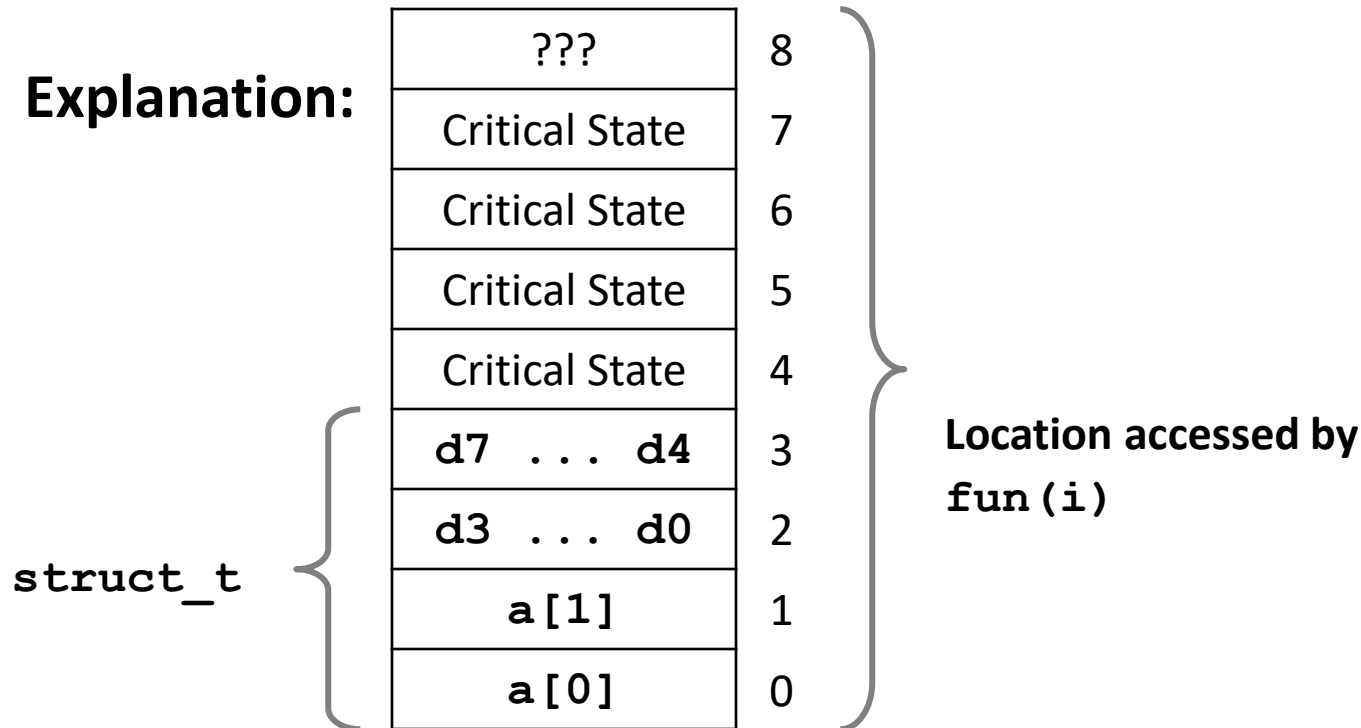 Explanation:
??? 8
Critical State 7
Critical State 6
Critical State 5
Critical State 4
d7 ... d4 3
d3 ... d0 2
a[1] 1
a[0] 0
struct_t
Location accessed by
fun(i)